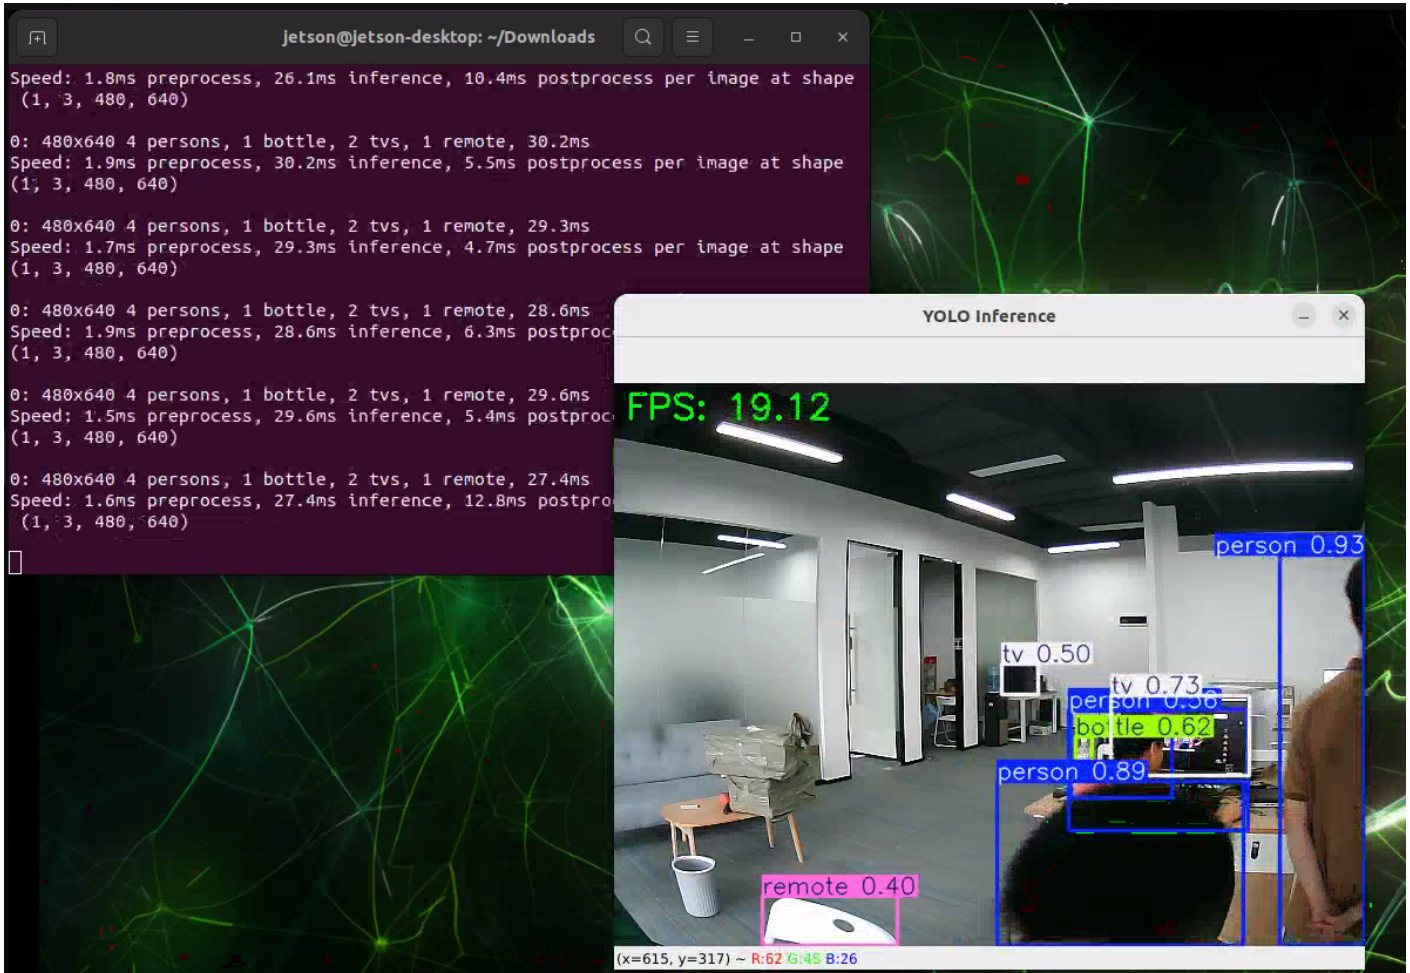 jetson@jetson-desktop: ~/Downloads
Speed: 1.8ms preprocess, 26.1ms inference, 10.4ms postprocess per image at shape
(1, 3, 480, 640)
0: 480x640 4 persons, 1 bottle, 2 tvs, 1 remote, 30.2ms
Speed: 1.9ms preprocess, 30.2ms inference, 5.5ms postprocess per image at shape
(1, 3, 480, 640)
0: 480x640 4 persons, 1 bottle, 2 tvs, 1 remote, 29.3ms
Speed: 1.7ms preprocess, 29.3ms inference, 4.7ms postprocess per image at shape
(1, 3, 480, 640)
0: 480x640 4 persons, 1 bottle, 2 tvs, 1 remote, 28.6ms
Speed: 1.9ms preprocess, 28.6ms inference, 6.3ms postproc
(1, 3, 480, 640)
0: 480x640 4 persons, 1 bottle, 2 tvs, 1 remote, 29.6ms
Speed: 1.5ms preprocess, 29.6ms inference, 5.4ms postproc
(1, 3, 480, 640)
0: 480x640 4 persons, 1 bottle, 2 tvs, 1 remote, 27.4ms
Speed: 1.6ms preprocess, 27.4ms inference, 12.8ms postpro
(1, 3, 480, 640)
YOLO Inference
FPS: 19.12
person 0.93
tv 0.50
tv 0.73
person
bottle 0.62
person 0.89
remote 0.40
(x=615, y=317) ~ R:62 G:45 B:26